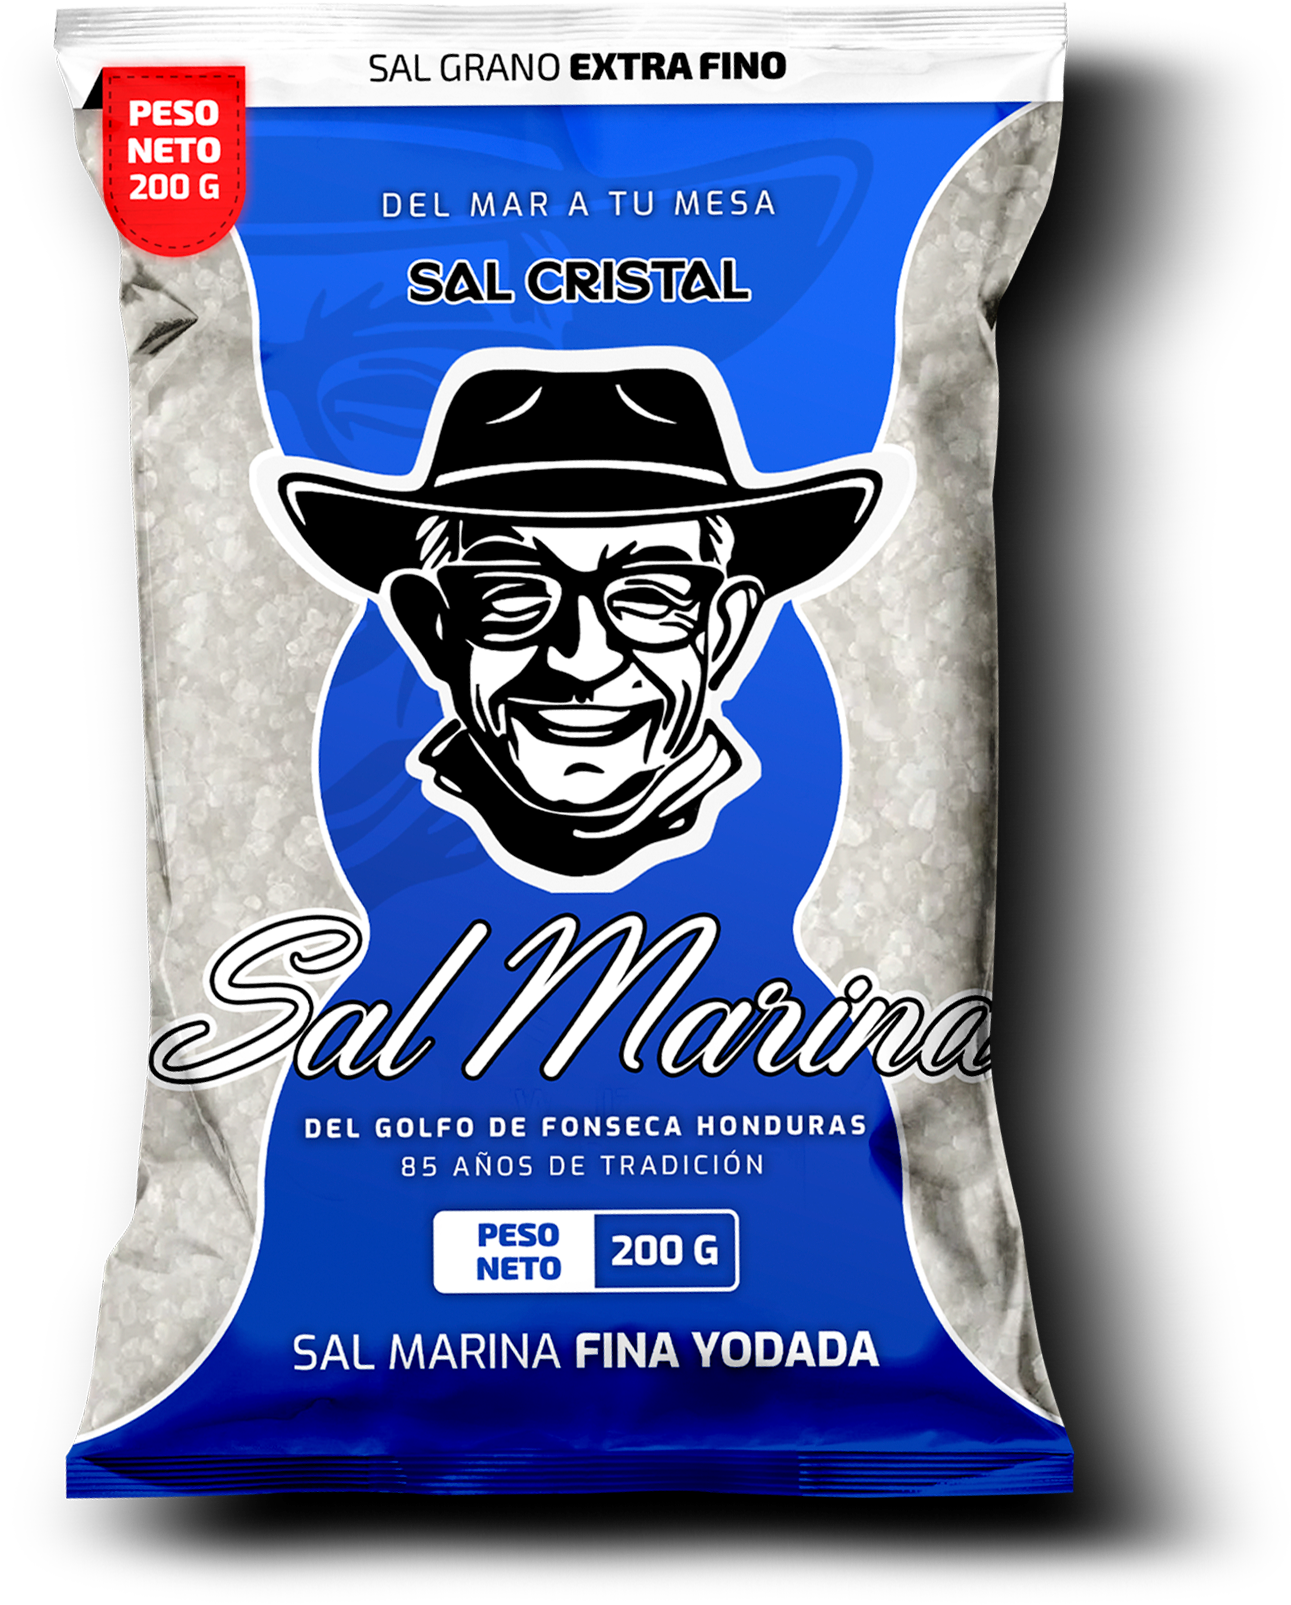 SAL GRANO EXTRA FINO
PESO
NETO
200 G
DEL MAR A TU MESA
SAL CRISTAL
Sal Marina
DEL GOLFO DE FONSECA HONDURAS
85 AÑOS DE TRADICIÓN
PESO
NETO
200 G
SAL MARINA FINA YODADA